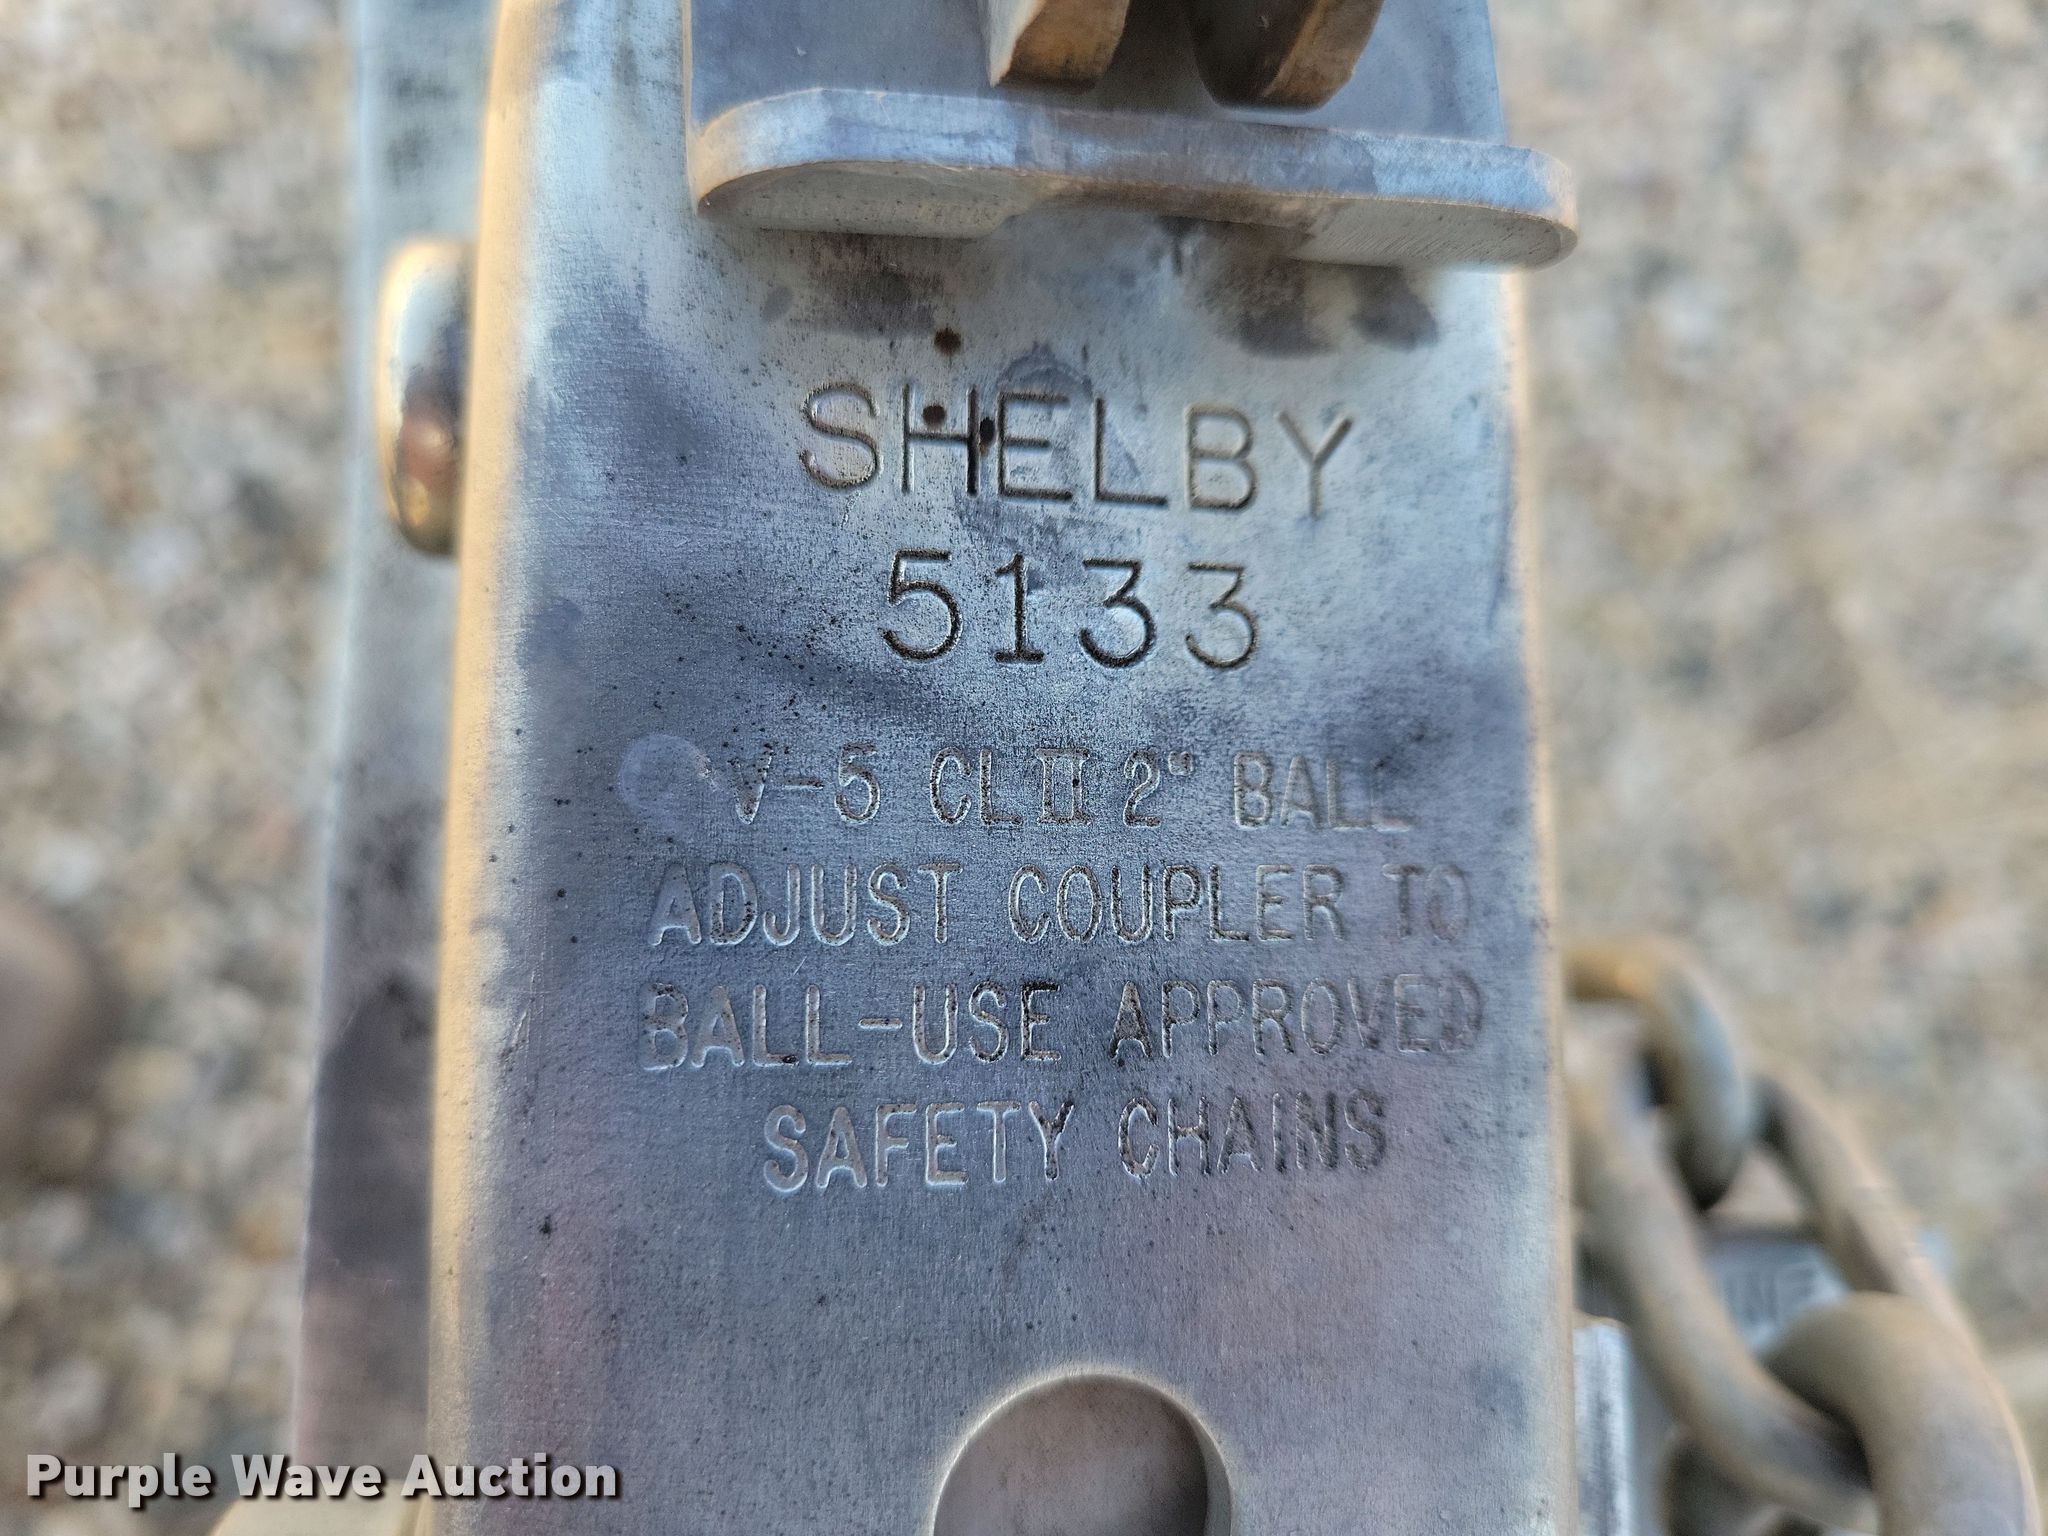 SHELBY
5133
V-5 CL II 2" BALL
ADJUST COUPLER TO
BALL-USE APPROVED
SAFETY CHAINS
Purple Wave Auction